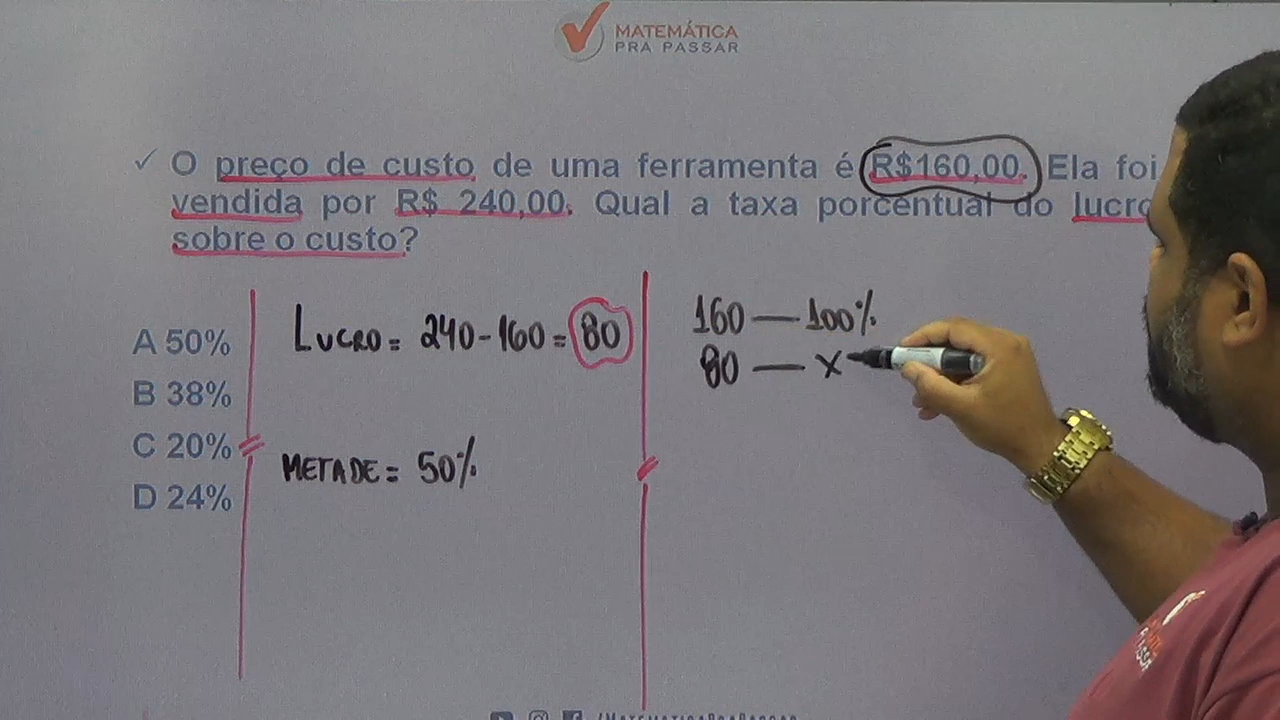 MATEMÁTICA
PRA PASSAR
✓ O preço de custo de uma ferramenta é R$160,00. Ela foi
vendida por R$ 240,00. Qual a taxa porcentual do lucro
sobre o custo?
A 50%
B 38%
C 20%
D 24%
LUCRO = 240 - 160 = 80
METADE = 50%
160 — 100%
80 — X
/MATEMATICAPRAPASSAR